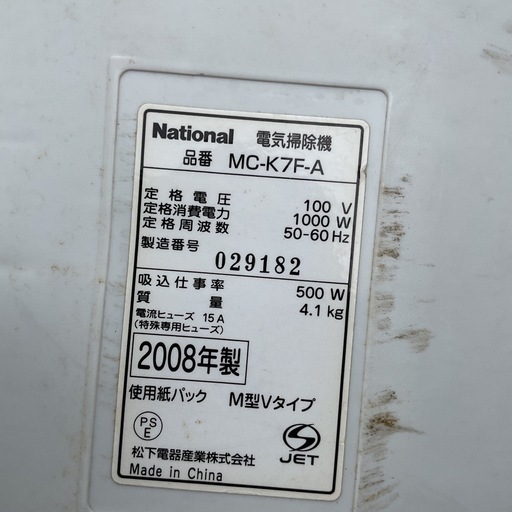 National 電気掃除機
品番 MC-K7F-A
定格電圧 100 V
定格消費電力 1000 W
定格周波数 50-60 Hz
製造番号 029182
吸込仕事率 500 W
質量 4.1 kg
電流ヒューズ 15A
(特殊専用ヒューズ)
2008年製
使用紙パック M型Vタイプ
PS
E
JET
松下電器産業株式会社
Made in China